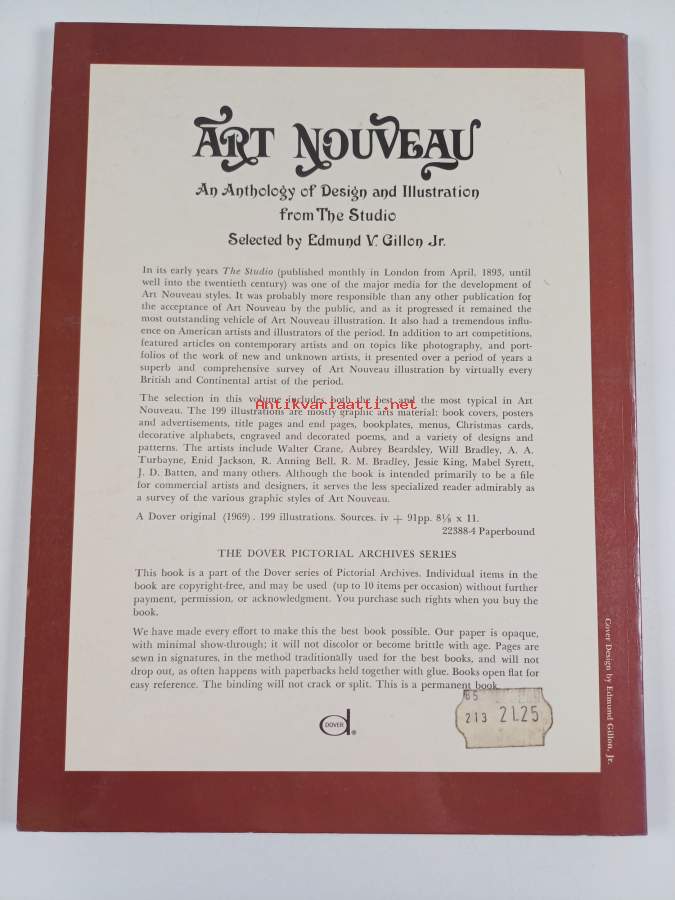 ART NOUVEAU
An Anthology of Design and Illustration
from The Studio
Selected by Edmund V. Gillon Jr.
In its early years The Studio (published monthly in London from April, 1893, until
well into the twentieth century) was one of the major media for the development of
Art Nouveau styles. It was probably more responsible than any other publication for
the acceptance of Art Nouveau by the public, and as it progressed it remained the
most outstanding vehicle of Art Nouveau illustration. It also had a tremendous influ-
ence on American artists and illustrators of the period. In addition to art competitions,
featured articles on contemporary artists and on topics like photography, and port-
folios of the work of new and unknown artists, it presented over a period of years a
superb and comprehensive survey of Art Nouveau illustration by virtually every
British and Continental artist of the period.
The selection in this volume includes both the best and the most typical in Art
Antikvariaatti.net
Nouveau. The 199 illustrations are mostly graphic arts material: book covers, posters
and advertisements, title pages and end pages, bookplates, menus, Christmas cards,
decorative alphabets, engraved and decorated poems, and a variety of designs and
patterns. The artists include Walter Crane, Aubrey Beardsley, Will Bradley, A. A.
Turbayne, Enid Jackson, R. Anning Bell, R. M. Bradley, Jessie King, Mabel Syrett,
J. D. Batten, and many others. Although the book is intended primarily to be a file
for commercial artists and designers, it serves the less specialized reader admirably as
a survey of the various graphic styles of Art Nouveau.
A Dover original (1969). 199 illustrations. Sources. iv + 91pp. 8⅛ x 11.
22388-4 Paperbound
THE DOVER PICTORIAL ARCHIVES SERIES
This book is a part of the Dover series of Pictorial Archives. Individual items in the
book are copyright-free, and may be used (up to 10 items per occasion) without further
payment, permission, or acknowledgment. You purchase such rights when you buy the
book.
We have made every effort to make this the best book possible. Our paper is opaque,
with minimal show-through; it will not discolor or become brittle with age. Pages are
sewn in signatures, in the method traditionally used for the best books, and will not
drop out, as often happens with paperbacks held together with glue. Books open flat for
easy reference. The binding will not crack or split. This is a permanent book.
DOVER ®
213 21.25
Cover Design by Edmund Gillon, Jr.